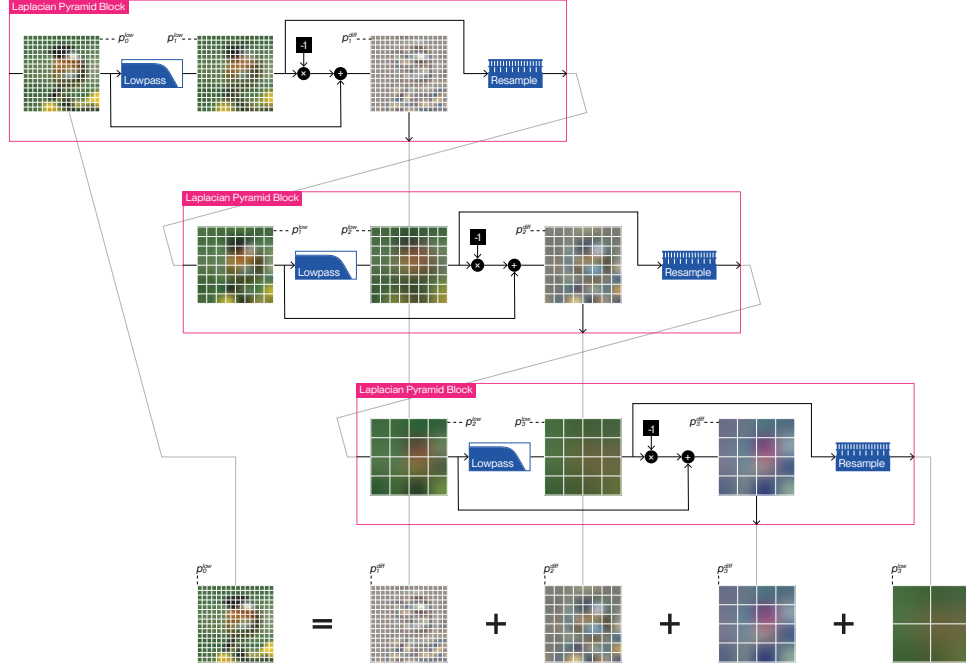 Laplacian Pyramid Block
p₀ˡᵒʷ
p₁ˡᵒʷ
-1
p₁ᵈⁱᶠᶠ
Lowpass
×
+
Resample
Laplacian Pyramid Block
p₁ˡᵒʷ
p₂ˡᵒʷ
-1
p₂ᵈⁱᶠᶠ
Lowpass
×
+
Resample
Laplacian Pyramid Block
p₂ˡᵒʷ
p₃ˡᵒʷ
-1
p₃ᵈⁱᶠᶠ
Lowpass
×
+
Resample
p₀ˡᵒʷ
p₁ᵈⁱᶠᶠ
p₂ᵈⁱᶠᶠ
p₃ᵈⁱᶠᶠ
p₃ˡᵒʷ
= + + +